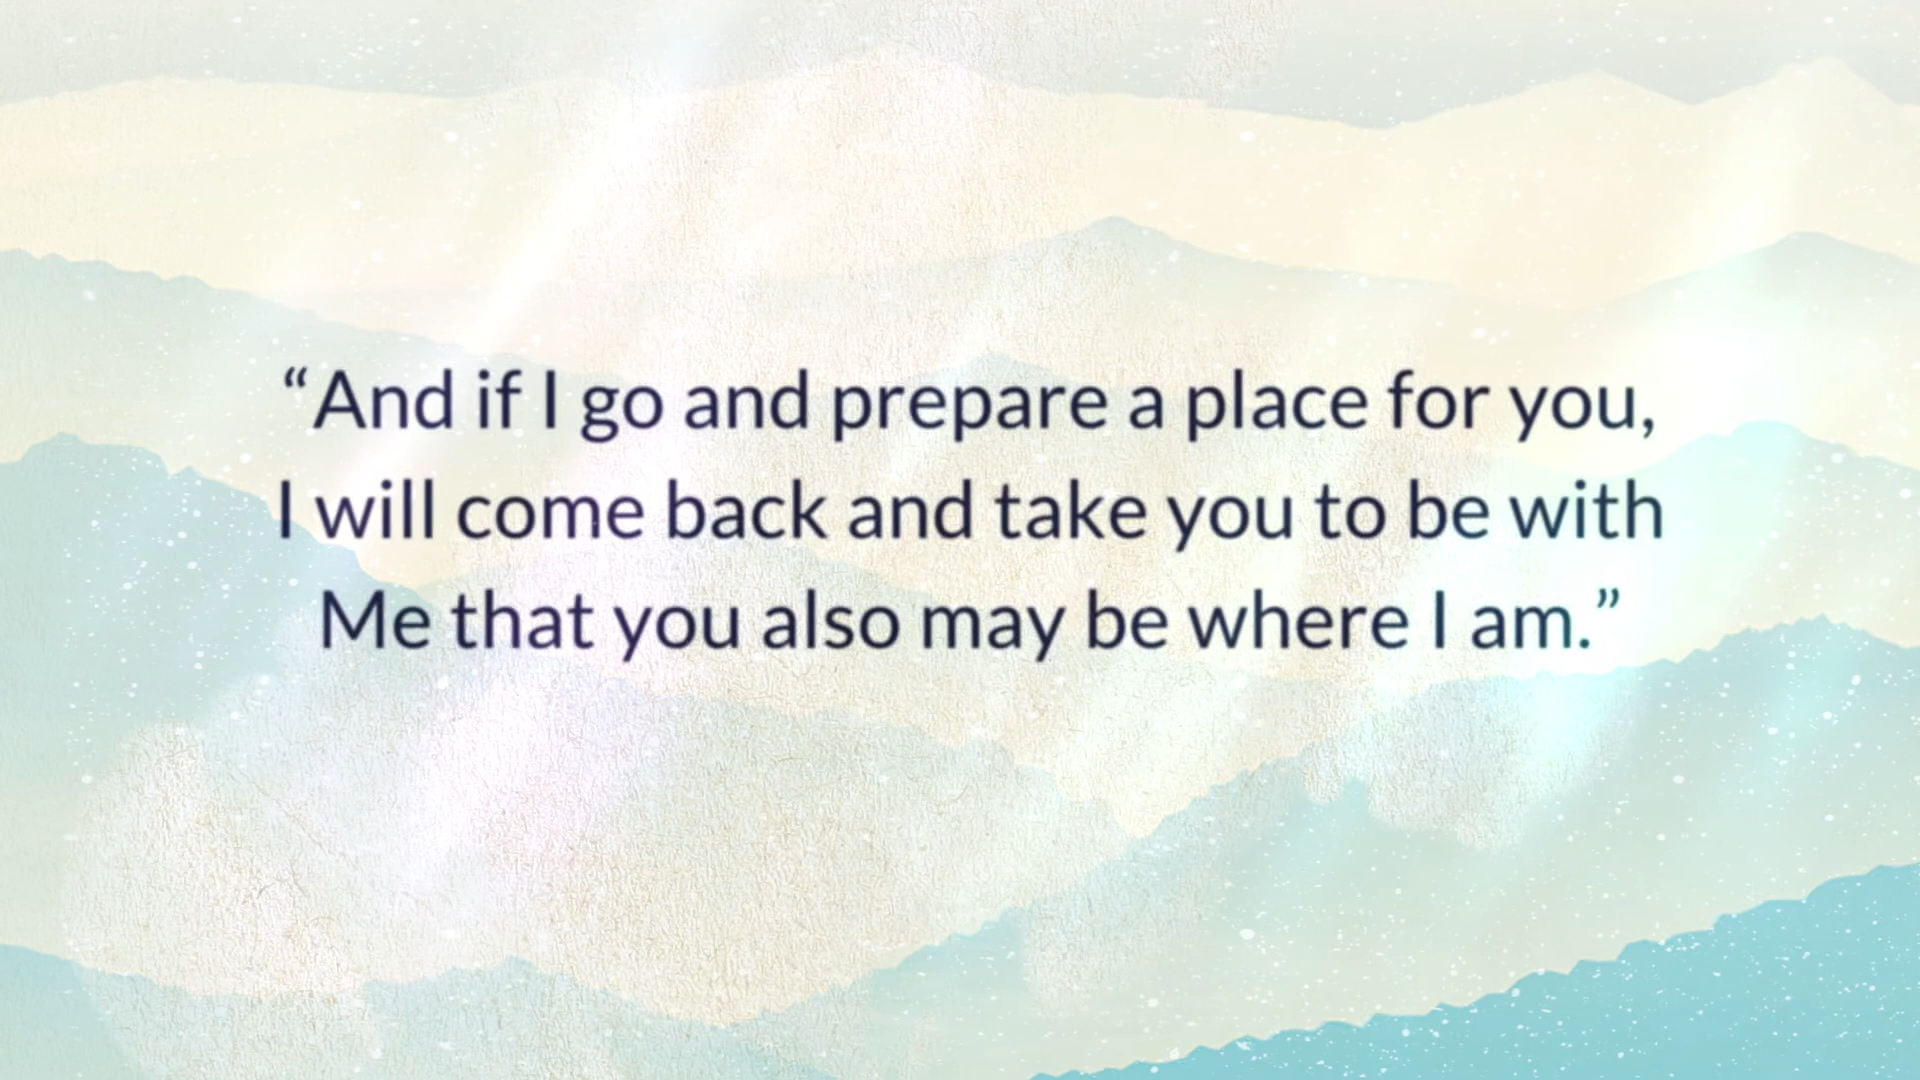 “And if I go and prepare a place for you,
I will come back and take you to be with
Me that you also may be where I am.”